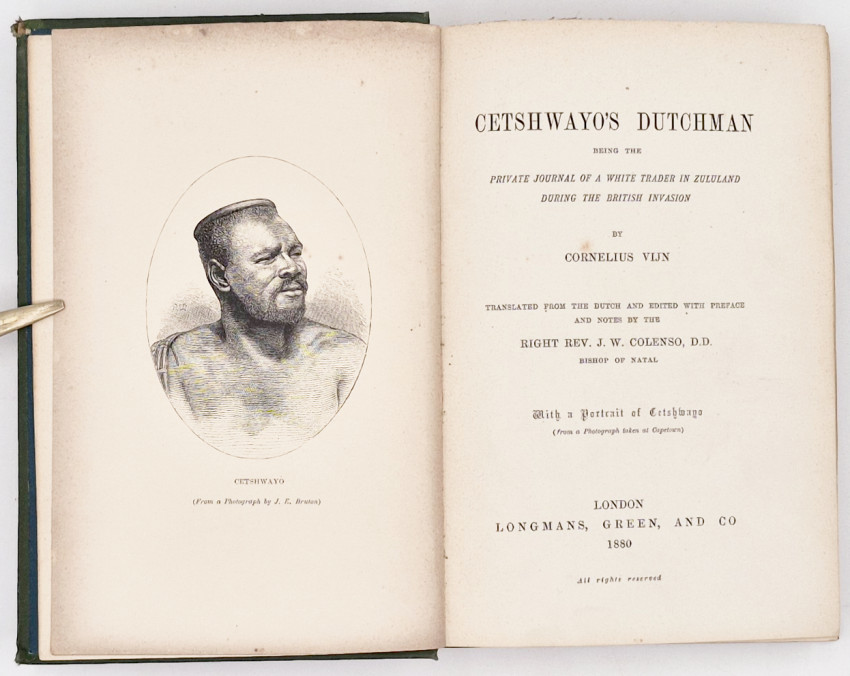 CETSHWAYO
(From a Photograph by J. E. Bruton)
CETSHWAYO'S DUTCHMAN
BEING THE
PRIVATE JOURNAL OF A WHITE TRADER IN ZULULAND
DURING THE BRITISH INVASION
BY
CORNELIUS VIJN
TRANSLATED FROM THE DUTCH AND EDITED WITH PREFACE
AND NOTES BY THE
RIGHT REV. J. W. COLENSO, D.D.
BISHOP OF NATAL
With a Portrait of Cetshwayo
(from a Photograph taken at Capetown)
LONDON
LONGMANS, GREEN, AND CO
1880
All rights reserved